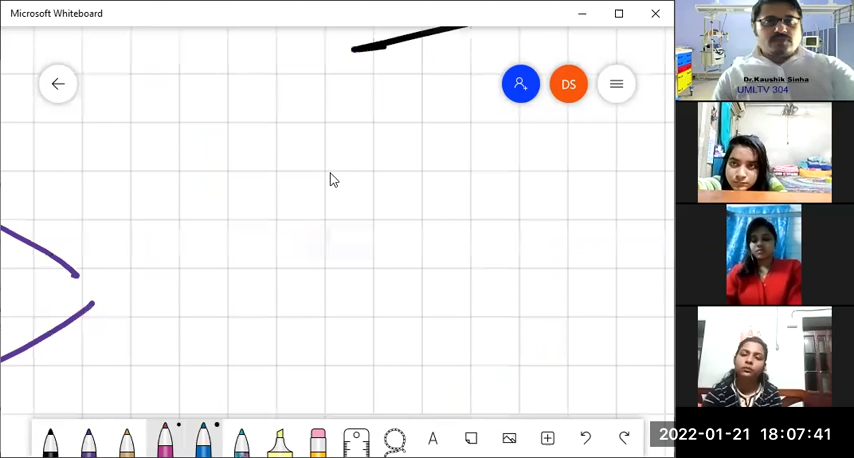 Microsoft Whiteboard
DS
Dr.Kaushik Sinha
UMLTV 304
A
2022-01-21 18:07:41